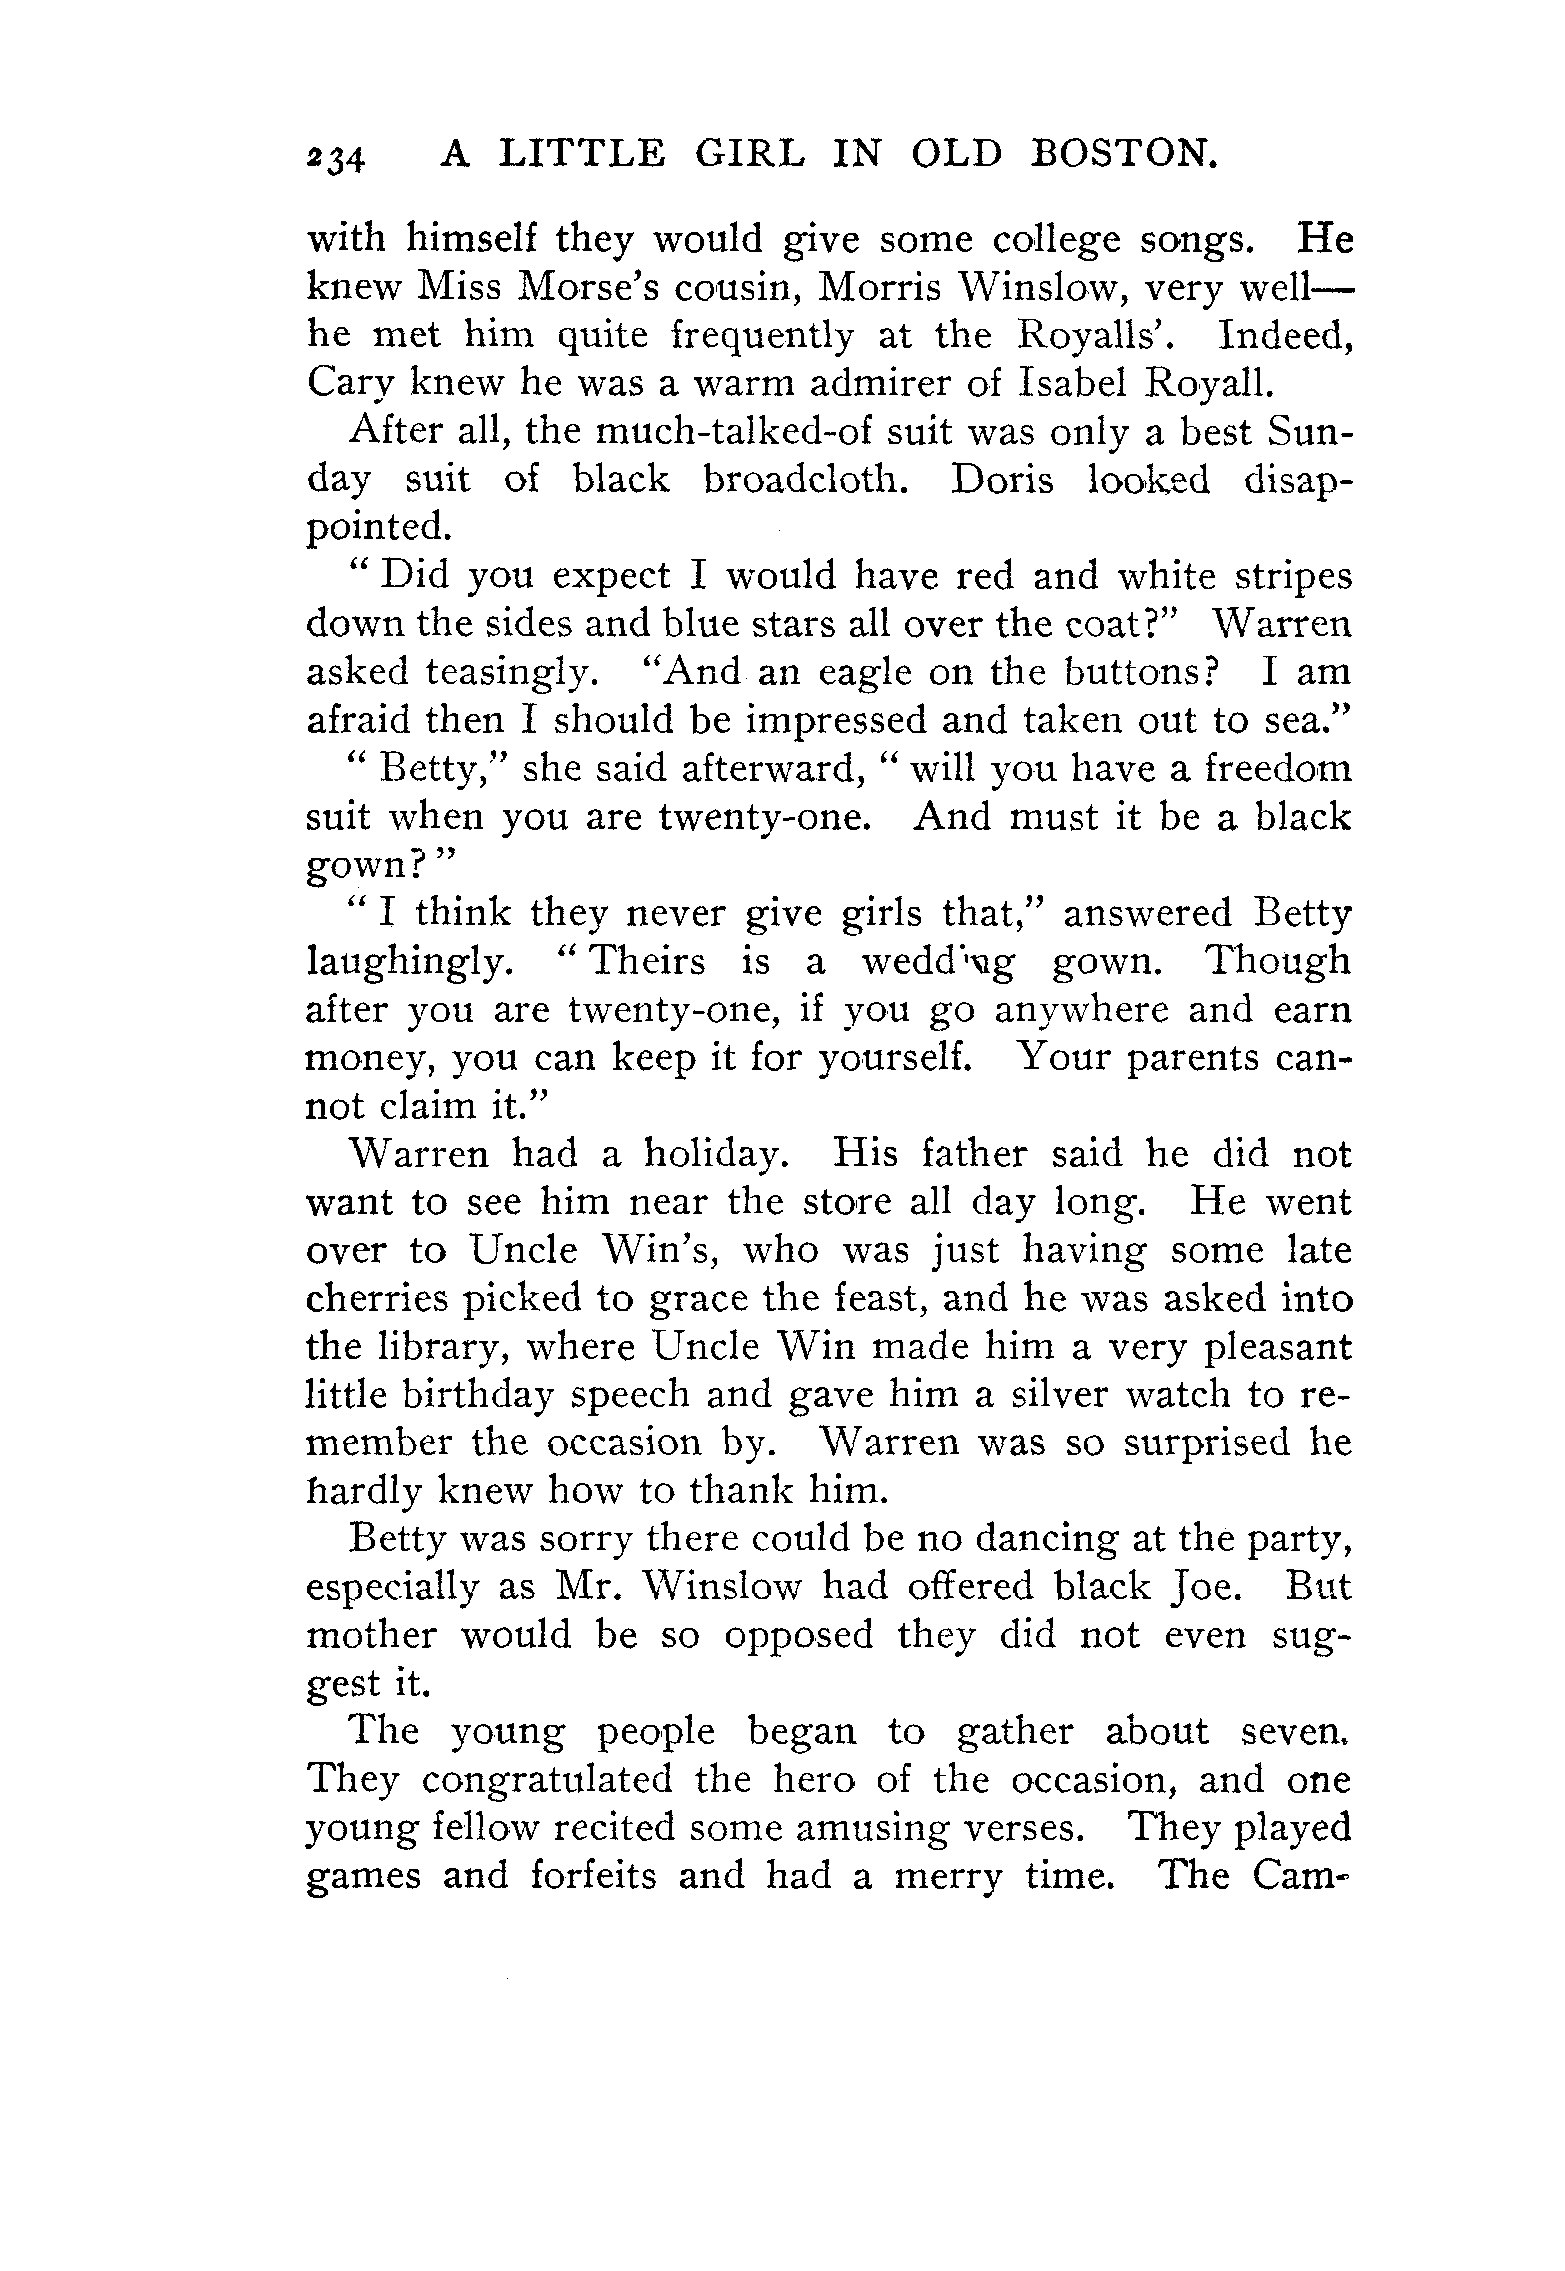 234 A LITTLE GIRL IN OLD BOSTON.
with himself they would give some college songs. He
knew Miss Morse's cousin, Morris Winslow, very well—
he met him quite frequently at the Royalls'. Indeed,
Cary knew he was a warm admirer of Isabel Royall.
After all, the much-talked-of suit was only a best Sun-
day suit of black broadcloth. Doris looked disap-
pointed.
" Did you expect I would have red and white stripes
down the sides and blue stars all over the coat?" Warren
asked teasingly. "And an eagle on the buttons? I am
afraid then I should be impressed and taken out to sea."
" Betty," she said afterward, " will you have a freedom
suit when you are twenty-one. And must it be a black
gown? "
" I think they never give girls that," answered Betty
laughingly. " Theirs is a wedding gown. Though
after you are twenty-one, if you go anywhere and earn
money, you can keep it for yourself. Your parents can-
not claim it."
Warren had a holiday. His father said he did not
want to see him near the store all day long. He went
over to Uncle Win's, who was just having some late
cherries picked to grace the feast, and he was asked into
the library, where Uncle Win made him a very pleasant
little birthday speech and gave him a silver watch to re-
member the occasion by. Warren was so surprised he
hardly knew how to thank him.
Betty was sorry there could be no dancing at the party,
especially as Mr. Winslow had offered black Joe. But
mother would be so opposed they did not even sug-
gest it.
The young people began to gather about seven.
They congratulated the hero of the occasion, and one
young fellow recited some amusing verses. They played
games and forfeits and had a merry time. The Cam-